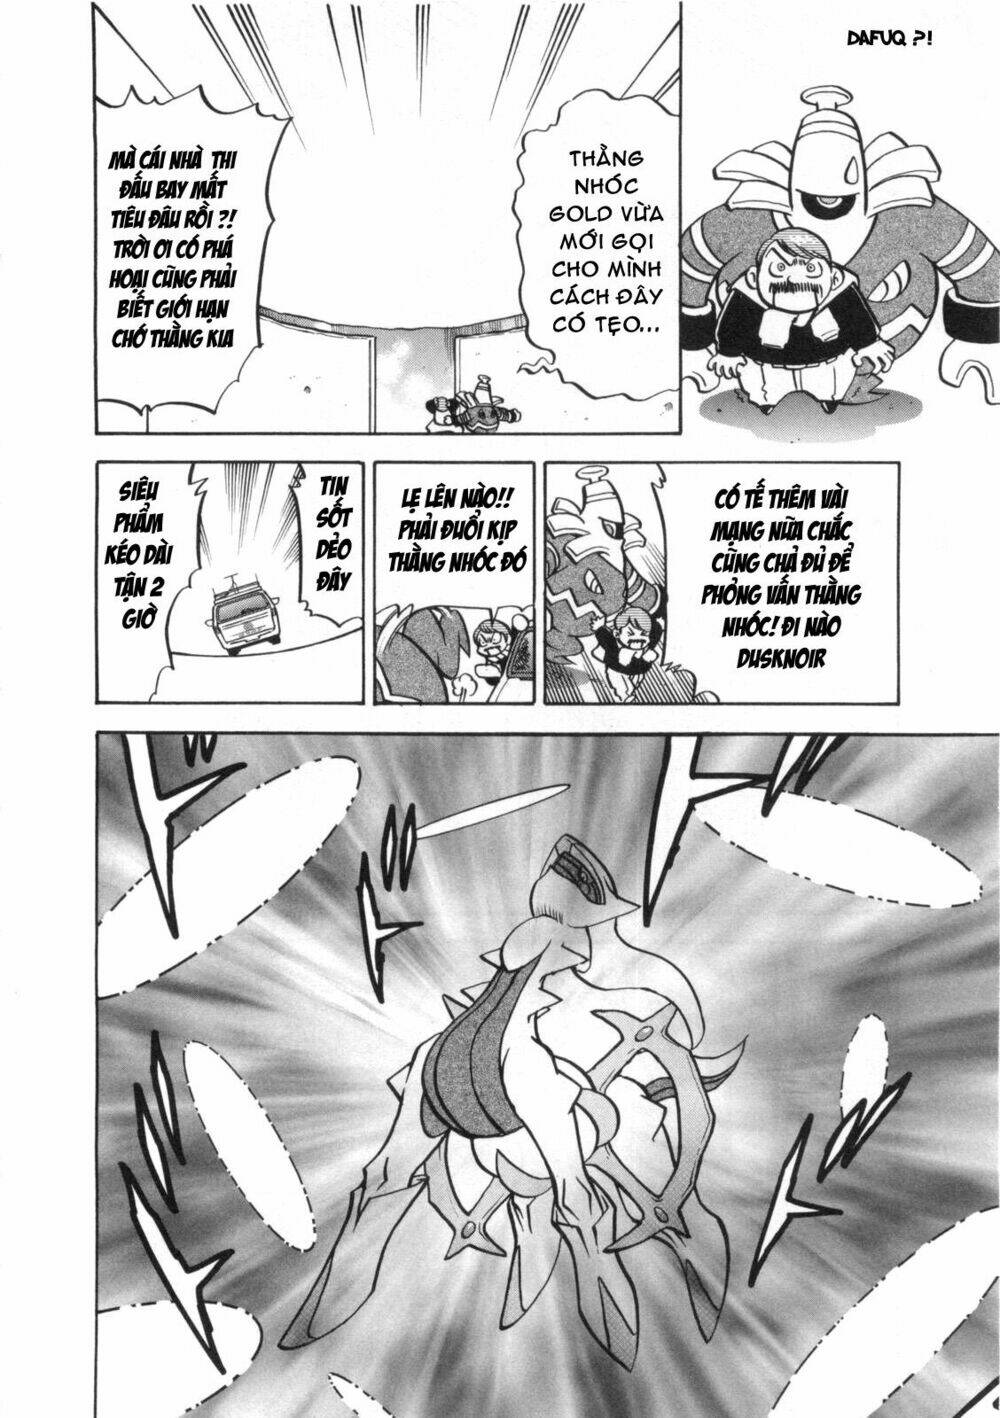 DAFUQ ?!
THẰNG
NHÓC
GOLD VỪA
MỚI GỌI
CHO MÌNH
CÁCH ĐÂY
CÓ TẸO...
MÀ CÁI NHÀ THI
ĐẤU BAY MẤT
TIÊU ĐÂU RỒI ?!
TRỜI ƠI CÓ PHÁ
HOẠI CŨNG PHẢI
BIẾT GIỚI HẠN
CHỚ THẰNG KIA
CÓ TẾ THÊM VÀI
MẠNG NỮA CHẮC
CŨNG CHẢ ĐỦ ĐỂ
PHỎNG VẤN THẰNG
NHÓC! ĐI NÀO
DUSKNOIR
LẸ LÊN NÀO!!
PHẢI ĐUỔI KỊP
THẰNG NHÓC ĐÓ
TIN
SỐT
DẺO
ĐÂY
SIÊU
PHẨM
KÉO DÀI
TẬN 2
GIỜ